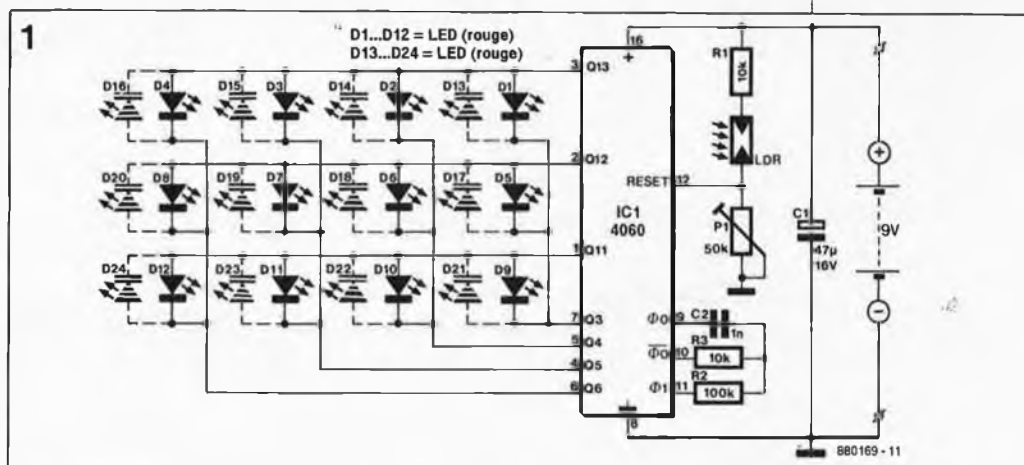 1
D1...D12 = LED (rouge)
D13...D24 = LED (rouge)
D16 D4 D15 D3 D14 D2 D13 D1
D20 D8 D19 D7 D18 D6 D17 D5
D24 D12 D23 D11 D22 D10 D21 D9
3 Q13
2 Q12
1 Q11
7 Q3
5 Q4
4 Q5
6 Q6
16
+
RESET 12
IC1
4060
Φ0 9
Φ0 10
Φ1 11
8
R1
10k
LDR
P1
50k
C2
1n
R3
10k
R2
100k
C1
47µ
16V
+
9V
−
880169 - 11